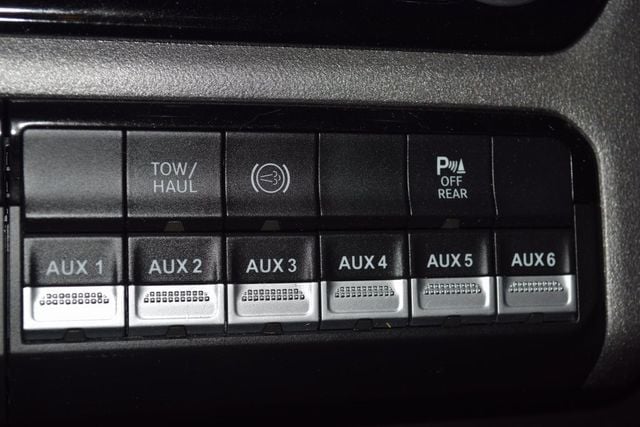 TOW/
HAUL
P
OFF
REAR
AUX 1
AUX 2
AUX 3
AUX 4
AUX 5
AUX 6